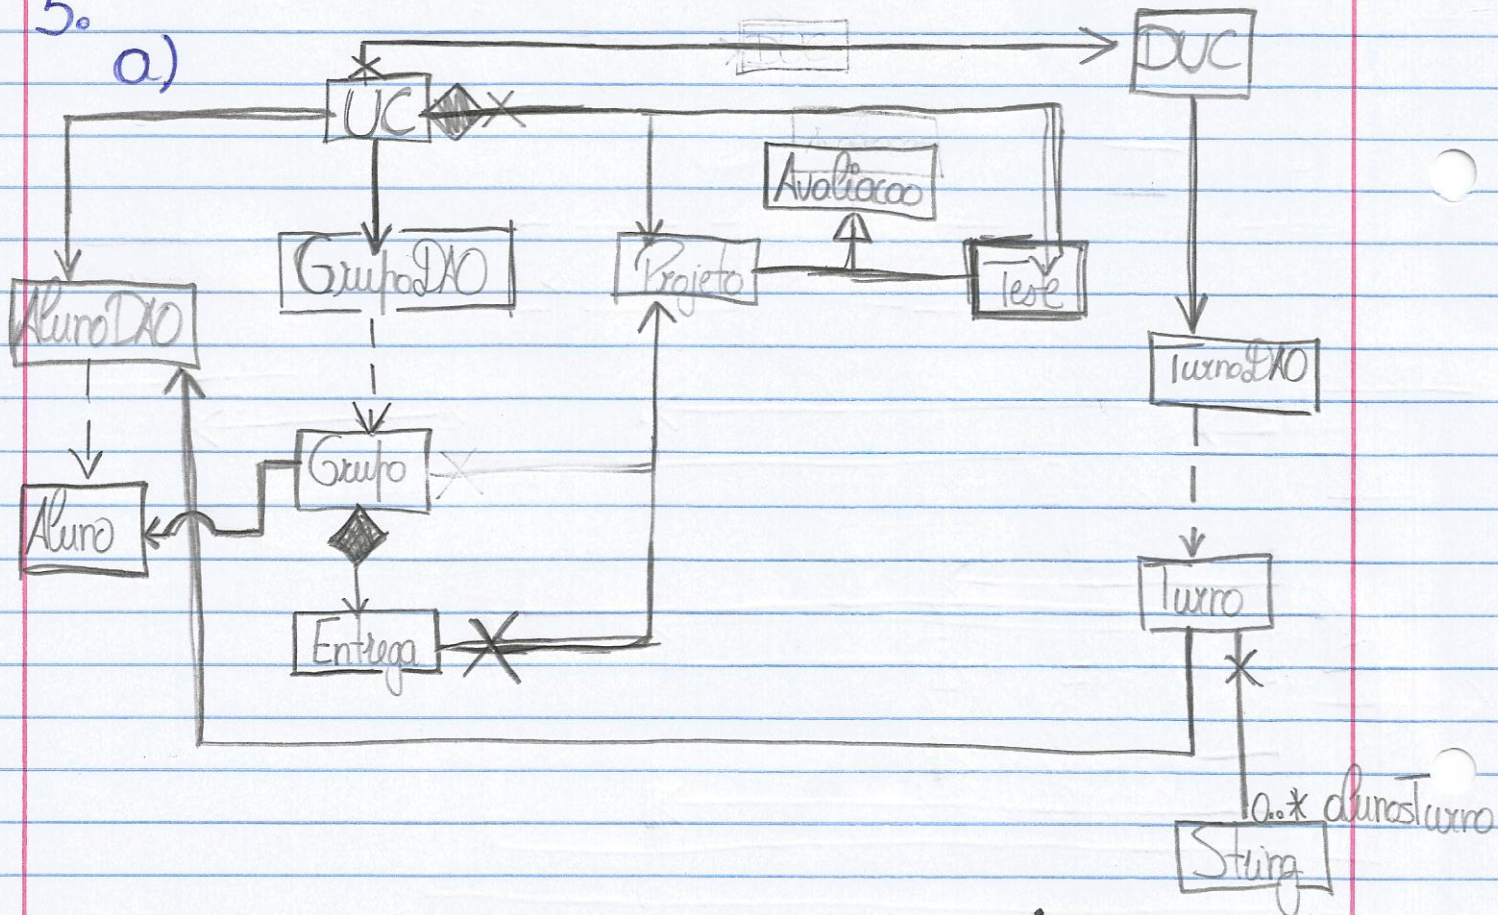 5.
a)
DUC
UC
Avaliacao
GrupoDAO
Projeto
Teste
AlunoDAO
TurnoDAO
Grupo
Aluno
Turno
Entrega
0..* alunosTurno
String